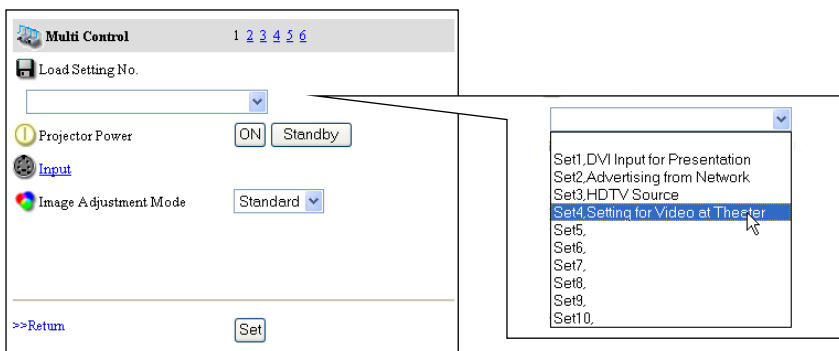 Multi Control 1 2 3 4 5 6
Load Setting No.
Projector Power ON Standby
Input
Image Adjustment Mode Standard
>>Return Set
Set1,DVI Input for Presentation
Set2,Advertising from Network
Set3,HDTV Source
Set4,Setting for Video at Theater
Set5,
Set6,
Set7,
Set8,
Set9,
Set10,